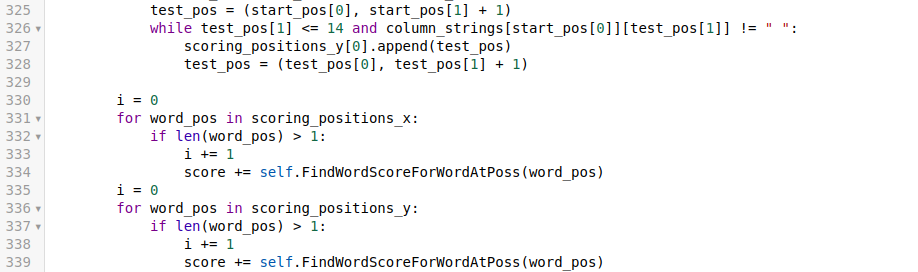 325 test_pos = (start_pos[0], start_pos[1] + 1)
326 while test_pos[1] <= 14 and column_strings[start_pos[0]][test_pos[1]] != " ":
327 scoring_positions_y[0].append(test_pos)
328 test_pos = (test_pos[0], test_pos[1] + 1)
329
330 i = 0
331 for word_pos in scoring_positions_x:
332 if len(word_pos) > 1:
333 i += 1
334 score += self.FindWordScoreForWordAtPoss(word_pos)
335 i = 0
336 for word_pos in scoring_positions_y:
337 if len(word_pos) > 1:
338 i += 1
339 score += self.FindWordScoreForWordAtPoss(word_pos)